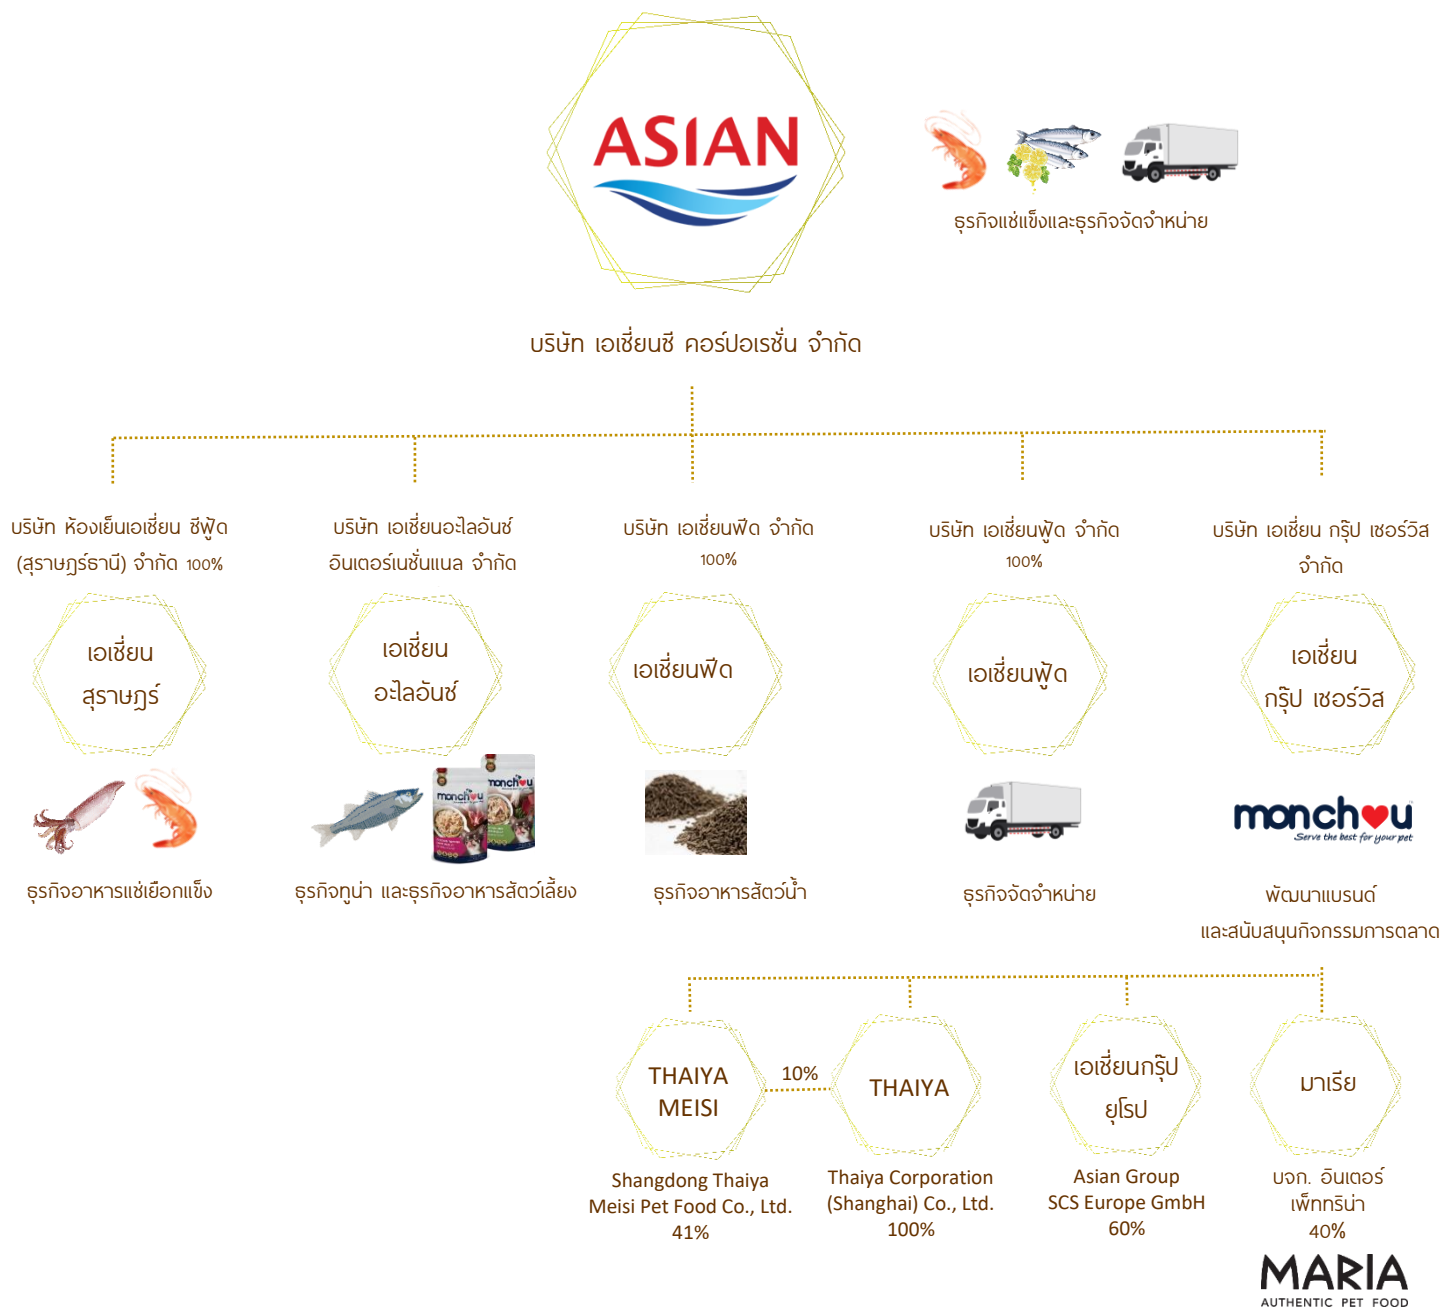 ASIAN
ธุรกิจแช่แข็งและธุรกิจจัดจำหน่าย
บริษัท เอเชี่ยนซี คอร์ปอเรชั่น จำกัด
บริษัท ห้องเย็นเอเชี่ยน ซีฟู้ด
(สุราษฎร์ธานี) จำกัด 100%
บริษัท เอเชี่ยนอะไลอันซ์
อินเตอร์เนชั่นแนล จำกัด
บริษัท เอเชี่ยนฟีด จำกัด
100%
บริษัท เอเชี่ยนฟู้ด จำกัด
100%
บริษัท เอเชี่ยน กรุ๊ป เซอร์วิส
จำกัด
เอเชี่ยน
สุราษฎร์
เอเชี่ยน
อะไลอันซ์
เอเชี่ยนฟีด
เอเชี่ยนฟู้ด
เอเชี่ยน
กรุ๊ป เซอร์วิส
monchou
monchou
monchou
Serve the best for your pet
ธุรกิจอาหารแช่เยือกแข็ง
ธุรกิจทูน่า และธุรกิจอาหารสัตว์เลี้ยง
ธุรกิจอาหารสัตว์น้ำ
ธุรกิจจัดจำหน่าย
พัฒนาแบรนด์
และสนับสนุนกิจกรรมการตลาด
THAIYA
MEISI
10%
THAIYA
เอเชี่ยนกรุ๊ป
ยุโรป
มาเรีย
Shangdong Thaiya
Meisi Pet Food Co., Ltd.
41%
Thaiya Corporation
(Shanghai) Co., Ltd.
100%
Asian Group
SCS Europe GmbH
60%
บจก. อินเตอร์
เพ็ททริน่า
40%
MARIA
AUTHENTIC PET FOOD